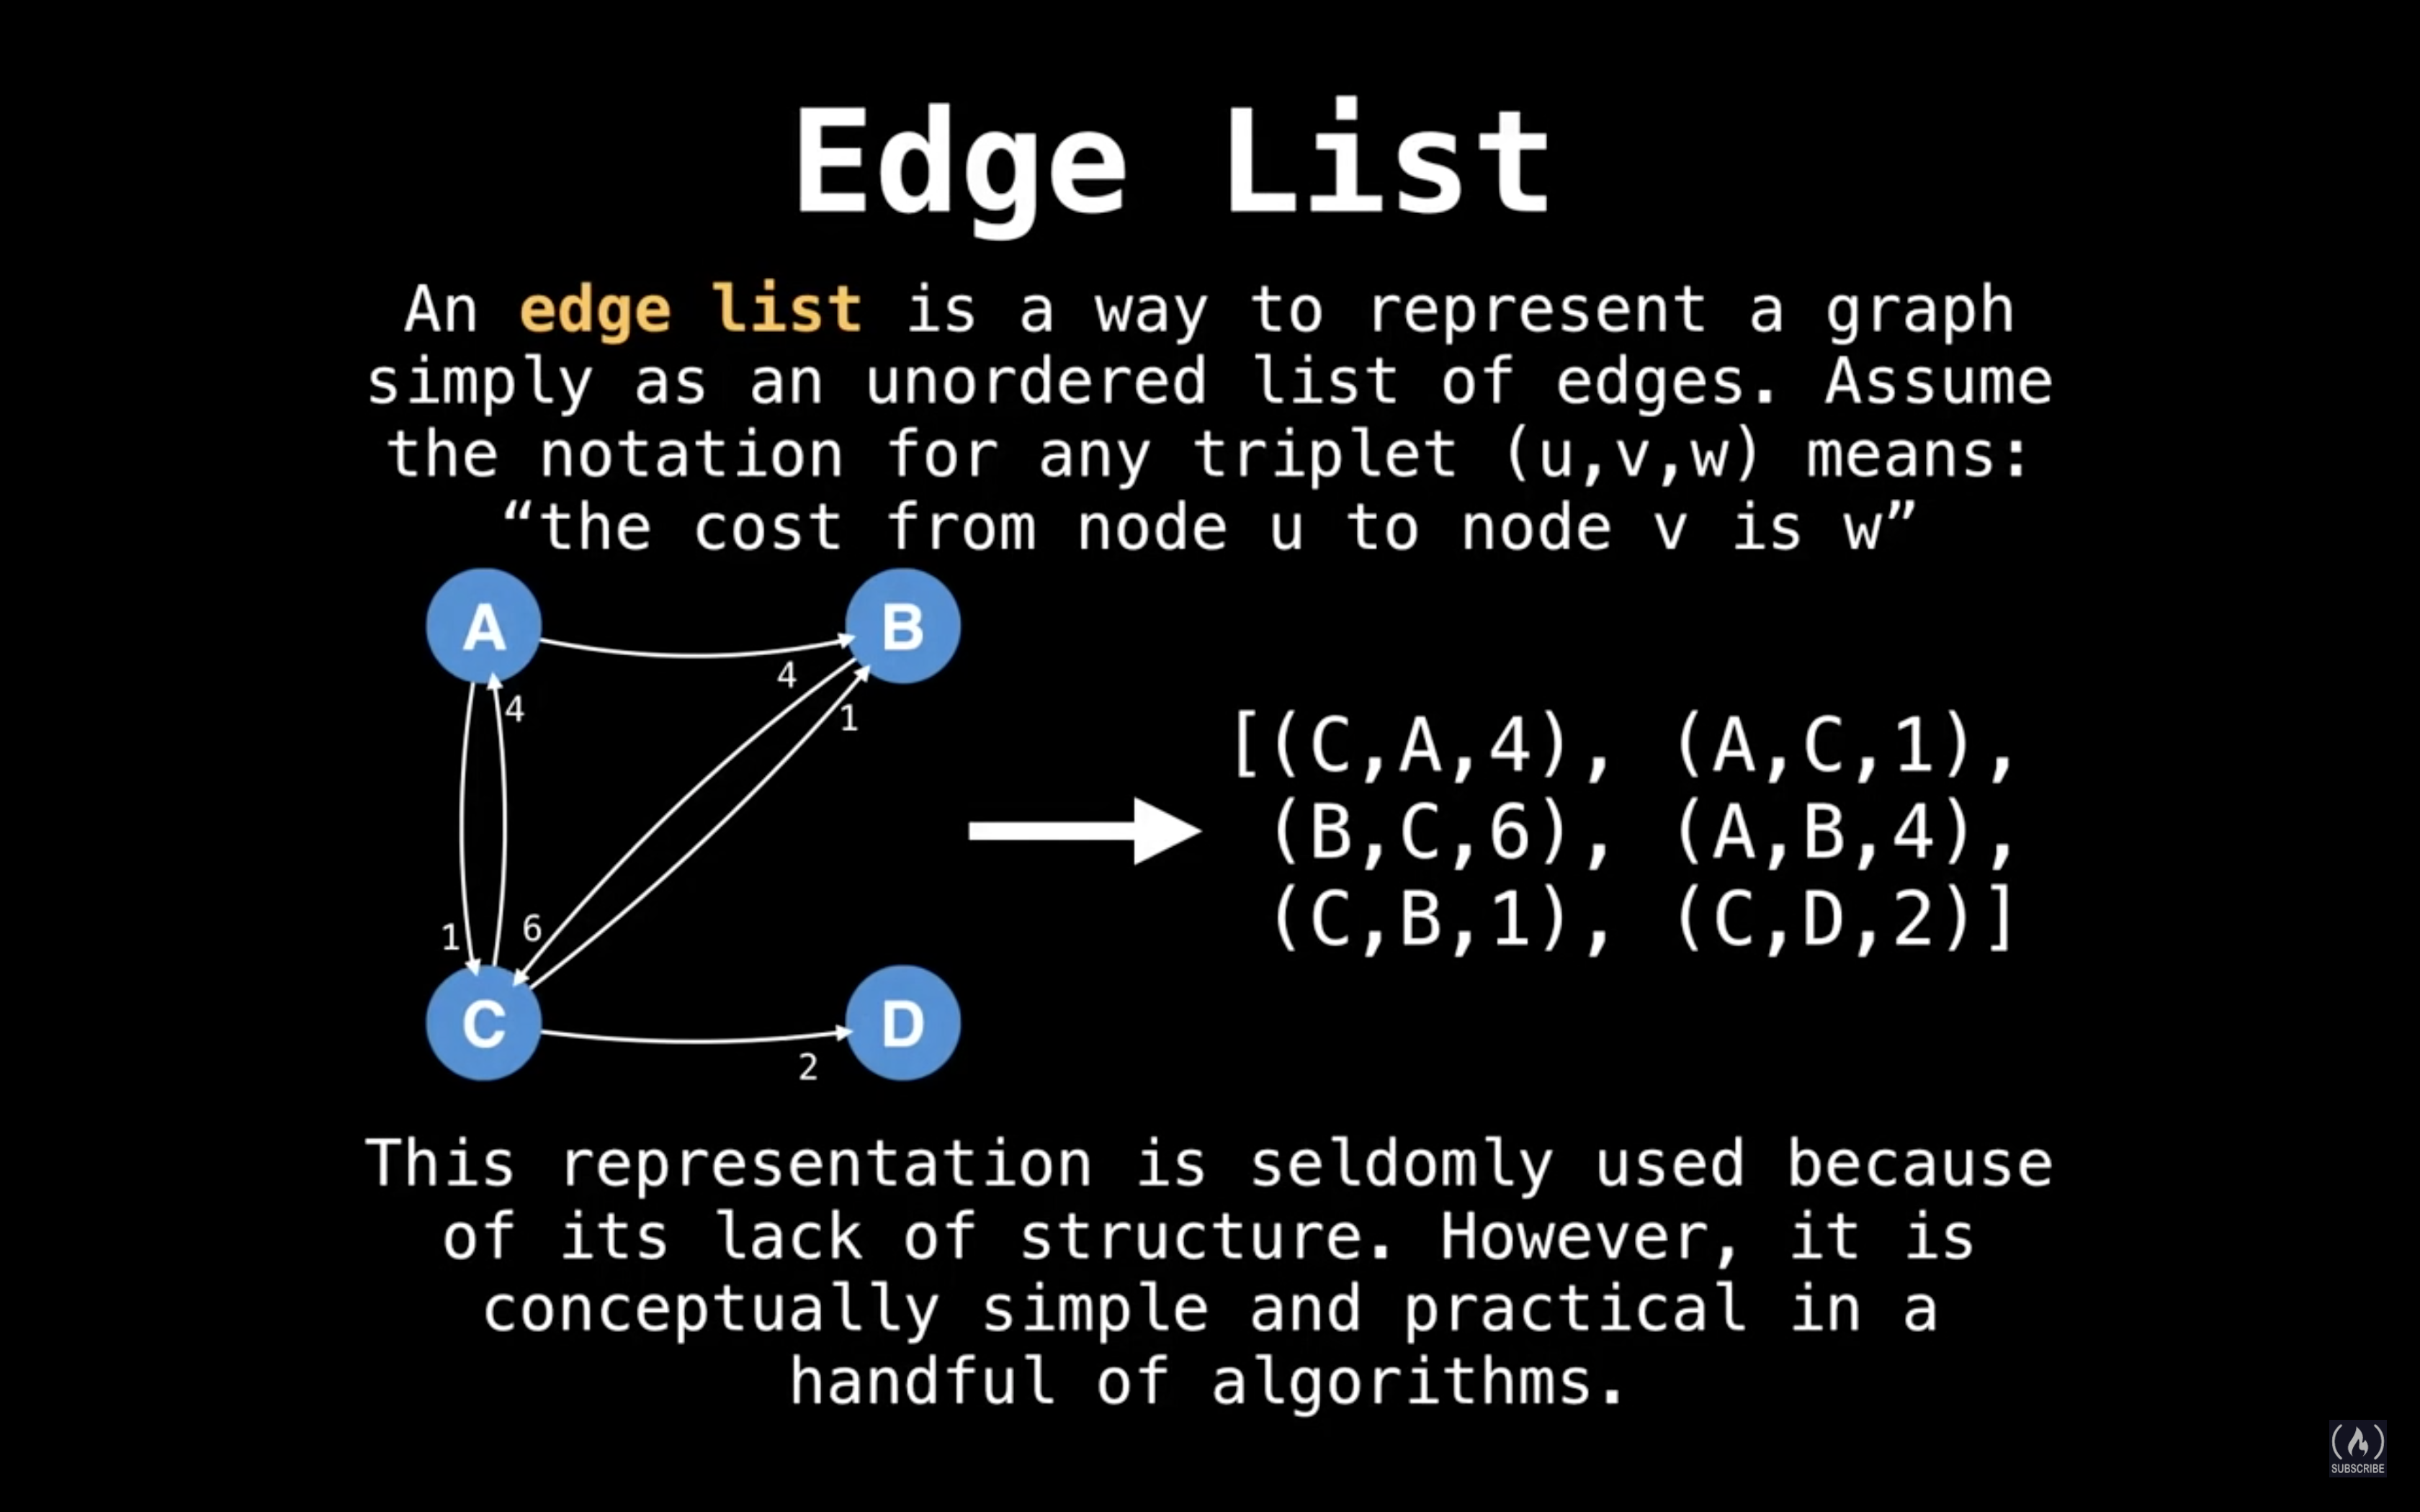 Edge List
An edge list is a way to represent a graph
simply as an unordered list of edges. Assume
the notation for any triplet (u,v,w) means:
“the cost from node u to node v is w”
A
B
4
4
1
[(C,A,4), (A,C,1),
(B,C,6), (A,B,4),
(C,B,1), (C,D,2)]
1
6
C
D
2
This representation is seldomly used because
of its lack of structure. However, it is
conceptually simple and practical in a
handful of algorithms.
SUBSCRIBE